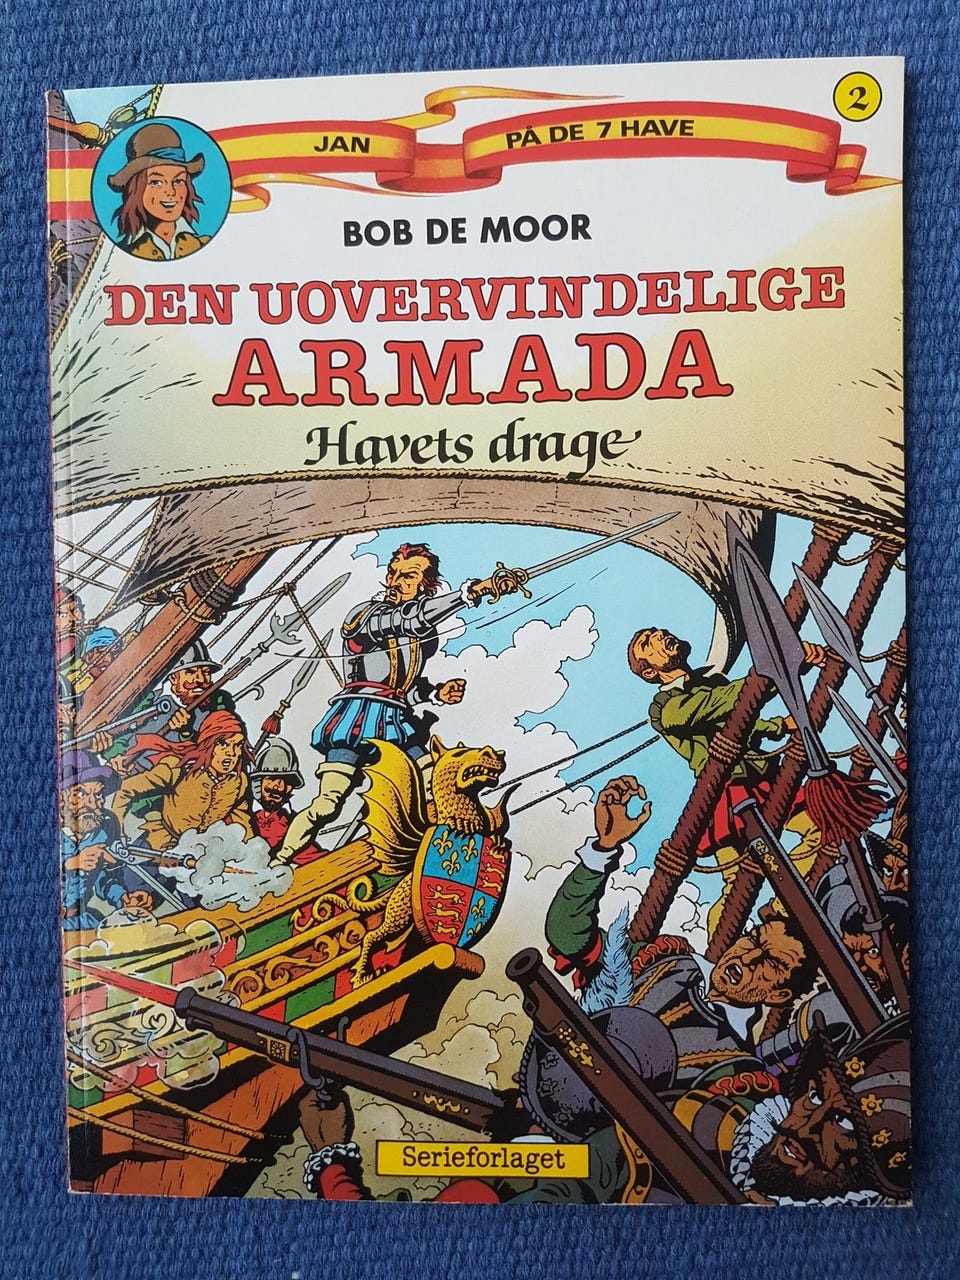 2
JAN PÅ DE 7 HAVE
BOB DE MOOR
DEN UOVERVINDELIGE
ARMADA
Havets drage
Serieforlaget